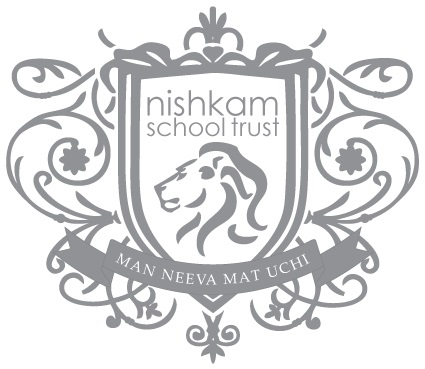 nishkam
school trust
MAN NEEVA MAT UCHI